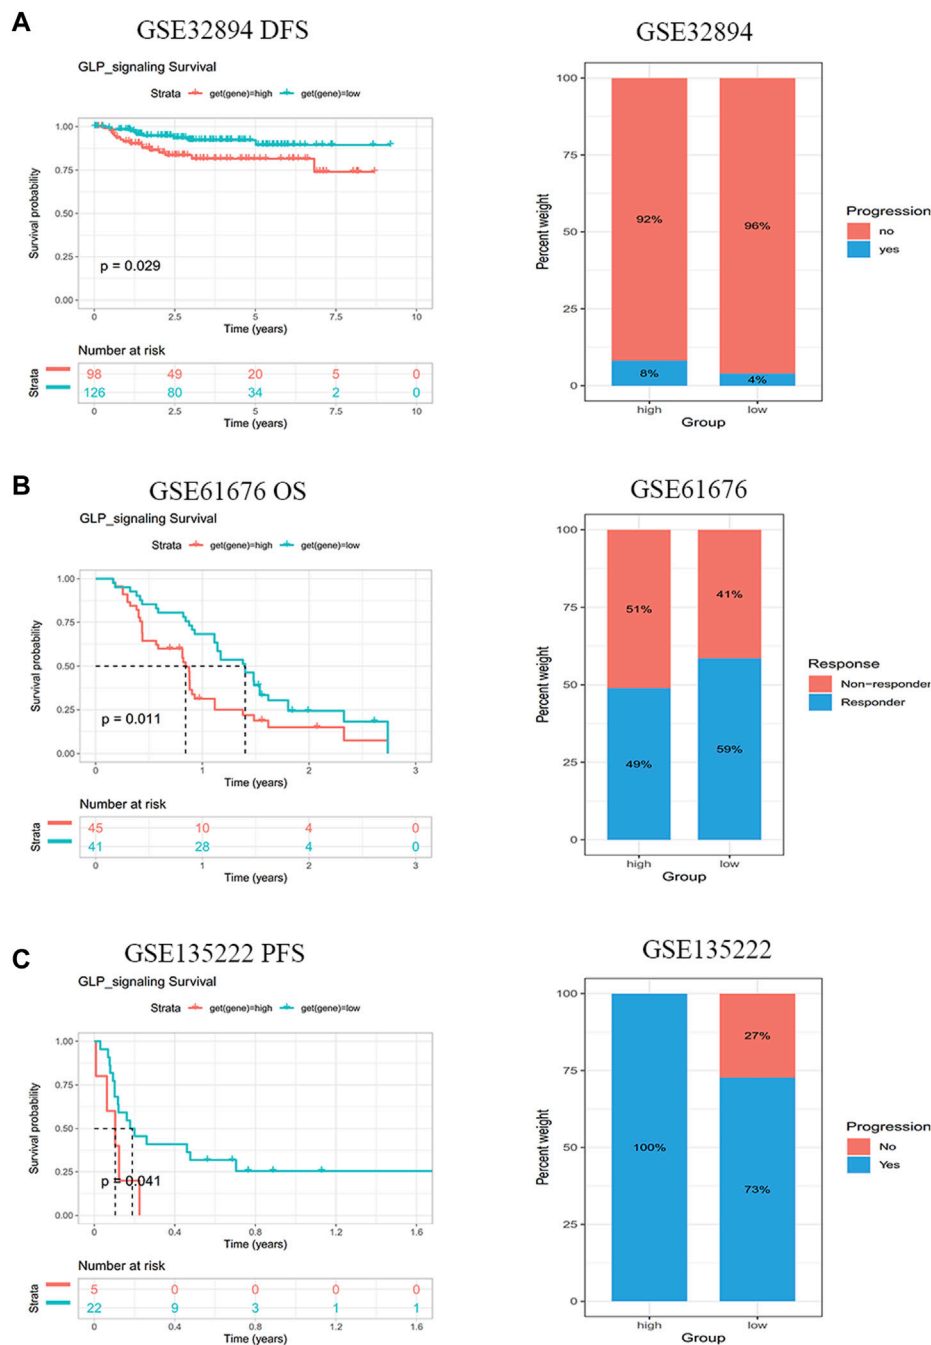 A
GSE32894 DFS
GLP_signaling Survival
Strata get(gene)=high get(gene)=low
Survival probability
1.00
0.75
0.50
0.25
0.00
p = 0.029
0 2.5 5 7.5 10
Time (years)
Number at risk
Strata
98 49 20 5 0
126 80 34 2 0
0 2.5 5 7.5 10
Time (years)
GSE32894
Percent weight
100
75
50
25
0
92%
96%
8%
4%
high low
Group
Progression
no
yes
B
GSE61676 OS
GLP_signaling Survival
Strata get(gene)=high get(gene)=low
Survival probability
1.00
0.75
0.50
0.25
0.00
p = 0.011
0 1 2 3
Time (years)
Number at risk
Strata
45 10 4 0
41 28 4 0
0 1 2 3
Time (years)
GSE61676
Percent weight
100
75
50
25
0
51%
41%
49%
59%
high low
Group
Response
Non-responder
Responder
C
GSE135222 PFS
GLP_signaling Survival
Strata get(gene)=high get(gene)=low
Survival probability
1.00
0.75
0.50
0.25
0.00
p = 0.041
0 0.4 0.8 1.2 1.6
Time (years)
Number at risk
Strata
5 0 0 0 0
22 9 3 1 1
0 0.4 0.8 1.2 1.6
Time (years)
GSE135222
Percent weight
100
75
50
25
0
27%
100%
73%
high low
Group
Progression
No
Yes